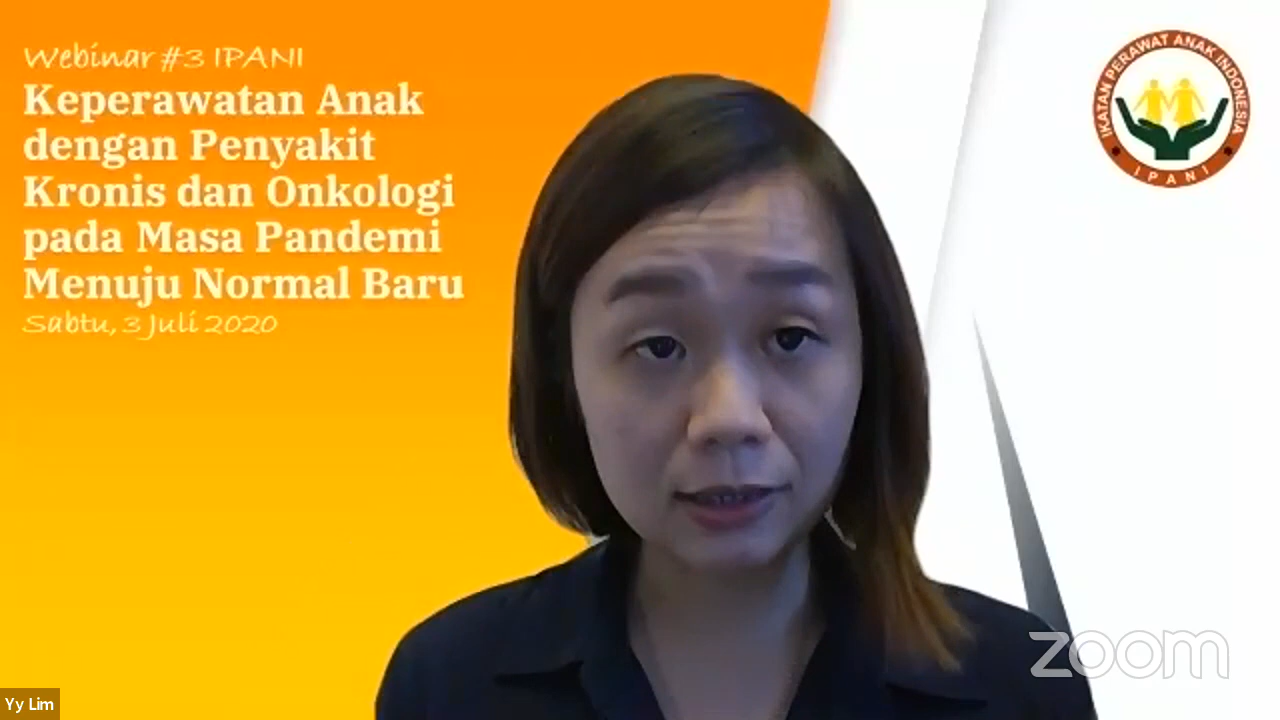 Webinar #3 IPANI
Keperawatan Anak
dengan Penyakit
Kronis dan Onkologi
pada Masa Pandemi
Menuju Normal Baru
Sabtu, 3 Juli 2020
IKATAN PERAWAT ANAK INDONESIA
IPANI
zoom
Yy Lim